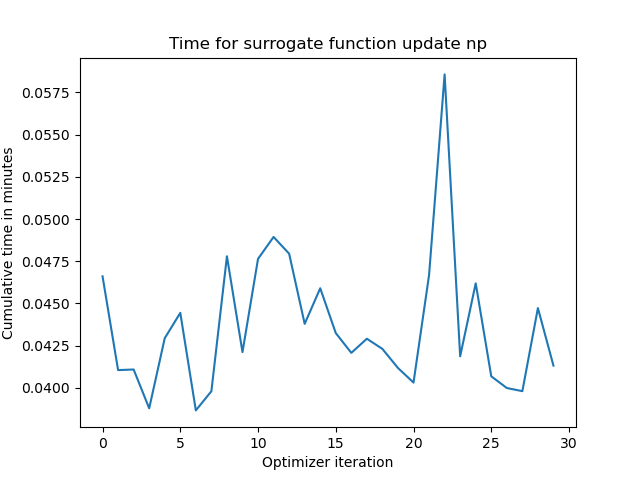 Time for surrogate function update np
Cumulative time in minutes
0.0575
0.0550
0.0525
0.0500
0.0475
0.0450
0.0425
0.0400
0 5 10 15 20 25 30
Optimizer iteration